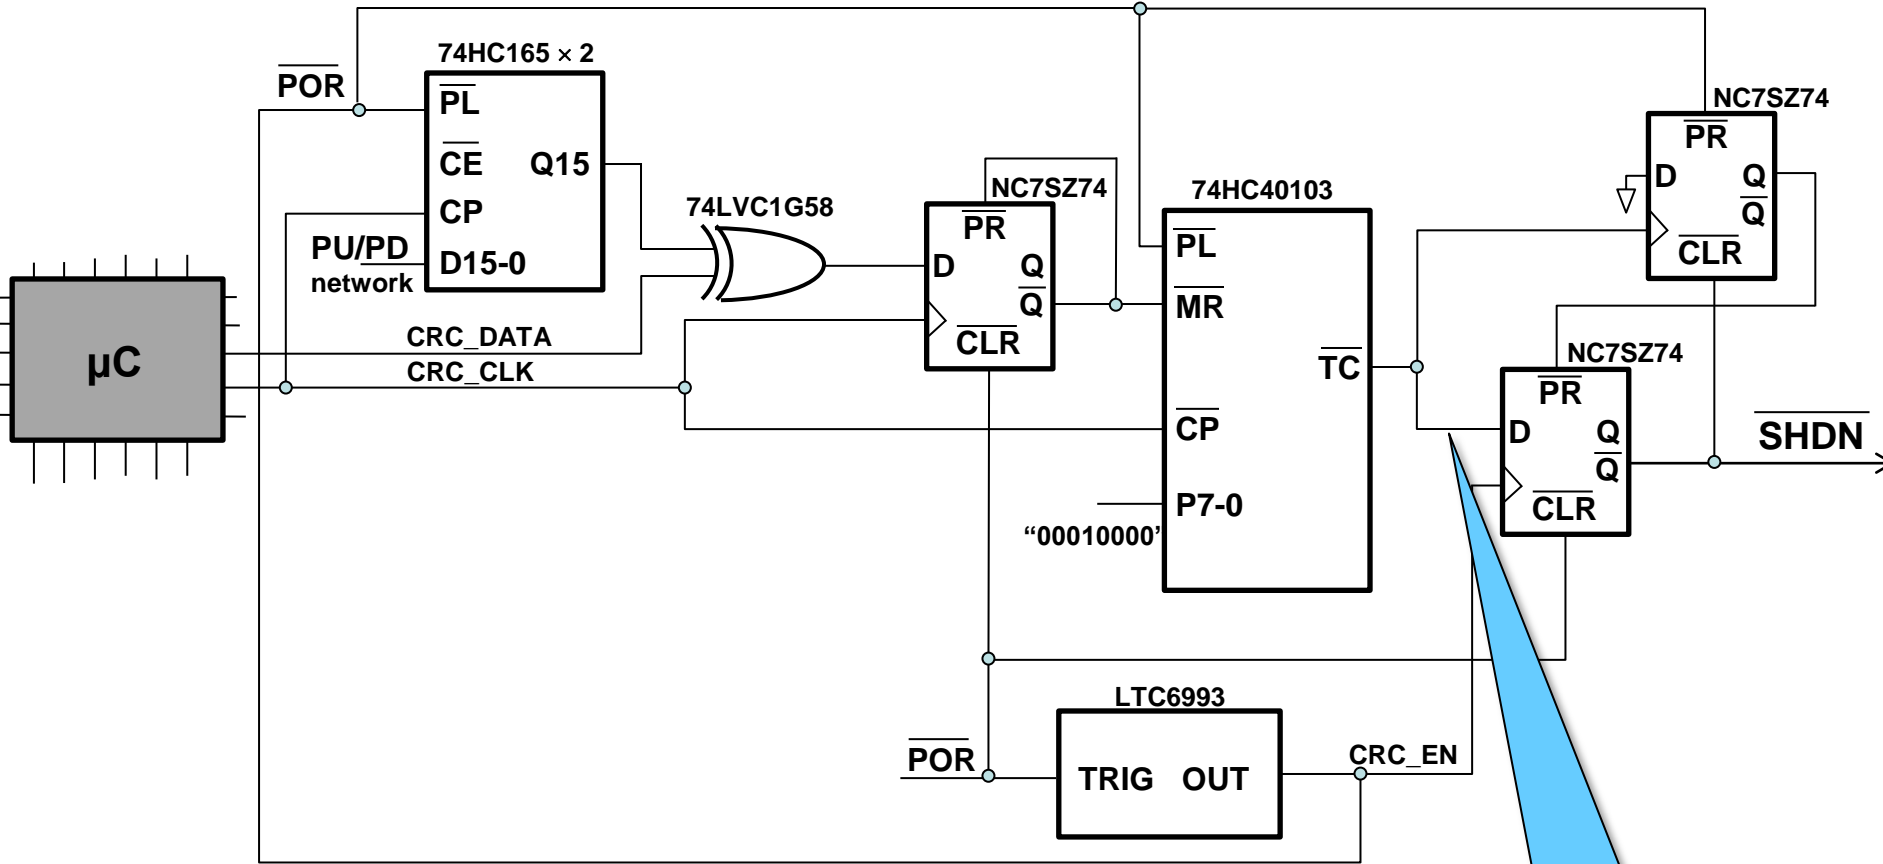 74HC165 × 2
POR
PL
CE
Q15
CP
PU/PD
network
D15-0
µC
CRC_DATA
CRC_CLK
74LVC1G58
NC7SZ74
PR
D
Q
Q
CLR
74HC40103
PL
MR
TC
CP
P7-0
“00010000’
NC7SZ74
PR
D
Q
Q
CLR
NC7SZ74
PR
D
Q
Q
CLR
SHDN
LTC6993
POR
TRIG
OUT
CRC_EN